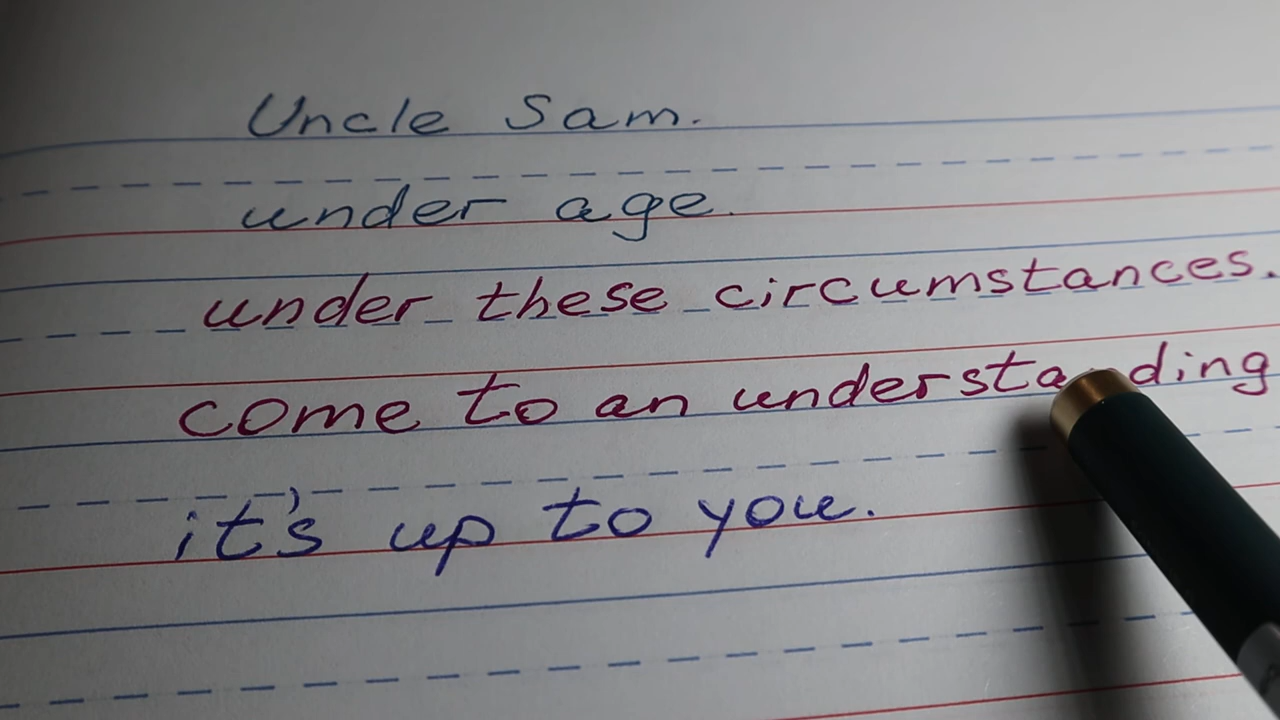 Uncle Sam.
under age.
under these circumstances.
come to an understanding
it's up to you.